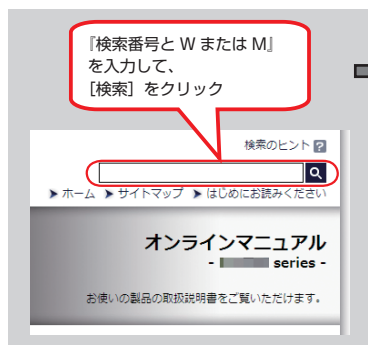 『検索番号と W または M』
を入力して、
［検索］をクリック
検索のヒント ?
➤ ホーム ➤ サイトマップ ➤ はじめにお読みください
オンラインマニュアル
- series -
お使いの製品の取扱説明書をご覧いただけます。